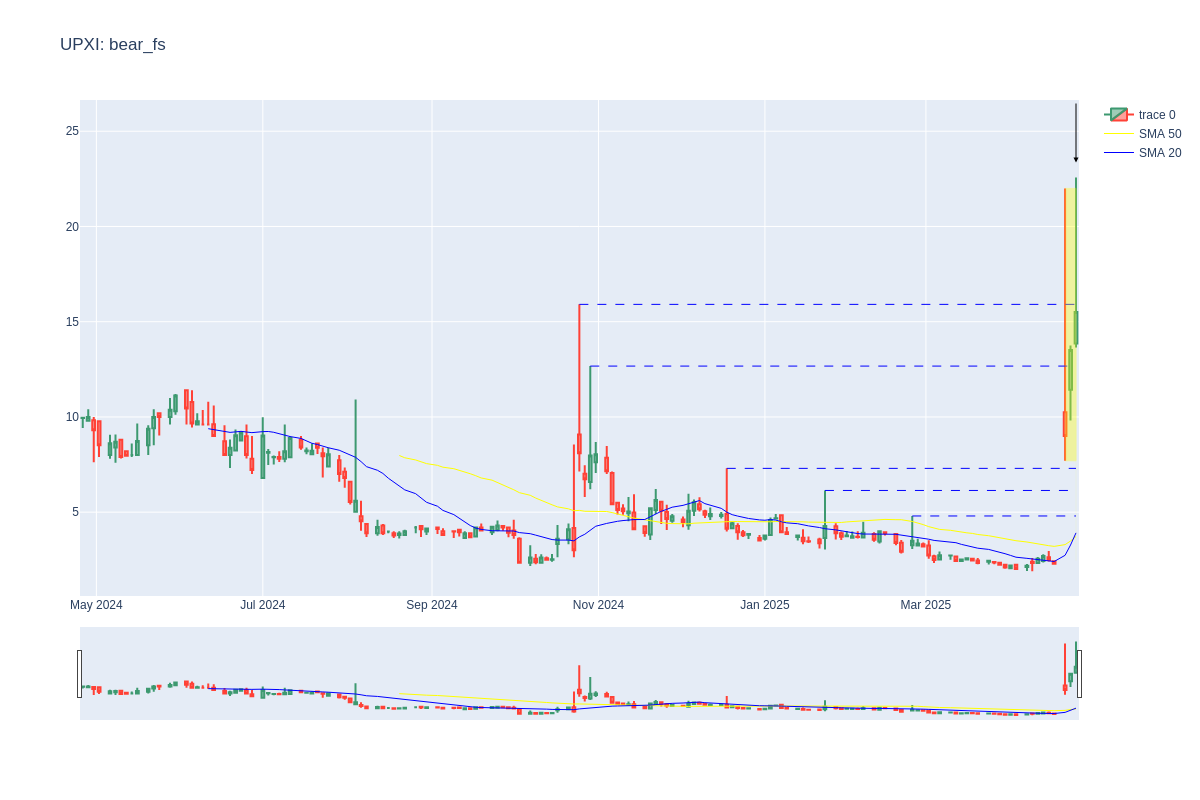 UPXI: bear_fs
25
20
15
10
5
May 2024
Jul 2024
Sep 2024
Nov 2024
Jan 2025
Mar 2025
trace 0
SMA 50
SMA 20